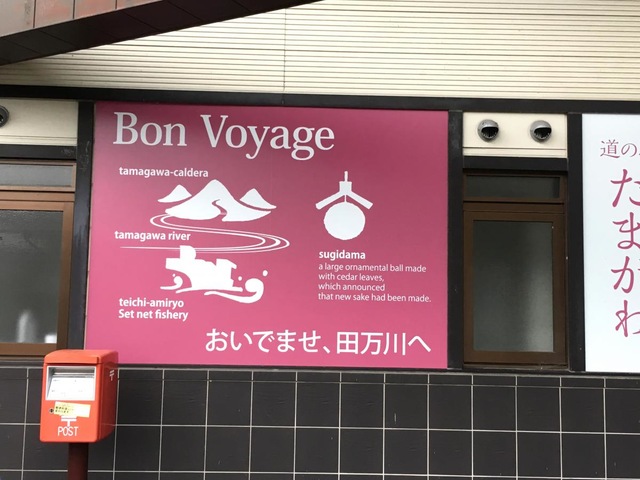 Bon Voyage
tamagawa-caldera
tamagawa river
teichi-amiryo
Set net fishery
sugidama
a large ornamental ball made
with cedar leaves,
which announced
that new sake had been made.
おいでませ、田万川へ
道の
たまがわ
POST